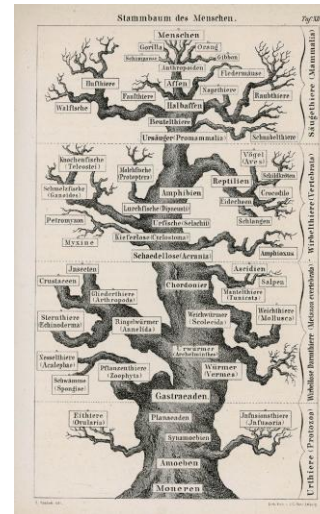 Stammbaum des Menschen.
Menschen
Gorilla
Orang
Schimpanse
Gibbon
Anthropoiden
Fledermäuse
Affen
Hufthiere
Faulthiere
Nagethiere
Raubthiere
Walfische
Halbaffen
Beutelthiere
Ursäuger (Promammalia)
Schnabelthiere
Säugethiere (Mammalia)
Knochenfische
(Teleostei)
Molchfische
(Protopteri)
Vögel
(Aves)
Schildkröten
Reptilien
Schmelzfische
(Ganoides)
Amphibien
Crocodile
Eidechsen
Lurchfische (Dipneusti)
Petromyzon
Urfische (Selachii)
Schlangen
Kieferlose (Cyclostoma)
Myxine
Amphioxus
Schaedellose (Acrania)
Wirbelthiere (Vertebrata)
Insecten
Ascidien
Crustaceen
Chordonier
Salpen
Gliederthiere
(Arthropoda)
Mantelthiere
(Tunicata)
Sternthiere
(Echinoderma)
Ringelwürmer
(Annelida)
Weichwürmer
(Scolecida)
Weichthiere
(Mollusca)
Urwürmer
(Archelminthes)
Nesselthiere
(Acalephae)
Pflanzenthiere
(Zoophyta)
Würmer
(Vermes)
Schwämme
(Spongiae)
Gastraeaden
Wirbellose Darmthiere (Metazoa evertebrata)
Eithiere
(Ovularia)
Planaeaden
Infusionsthiere
(Infusoria)
Synamoebien
Amoeben
Moneren
Urthiere (Protozoa)